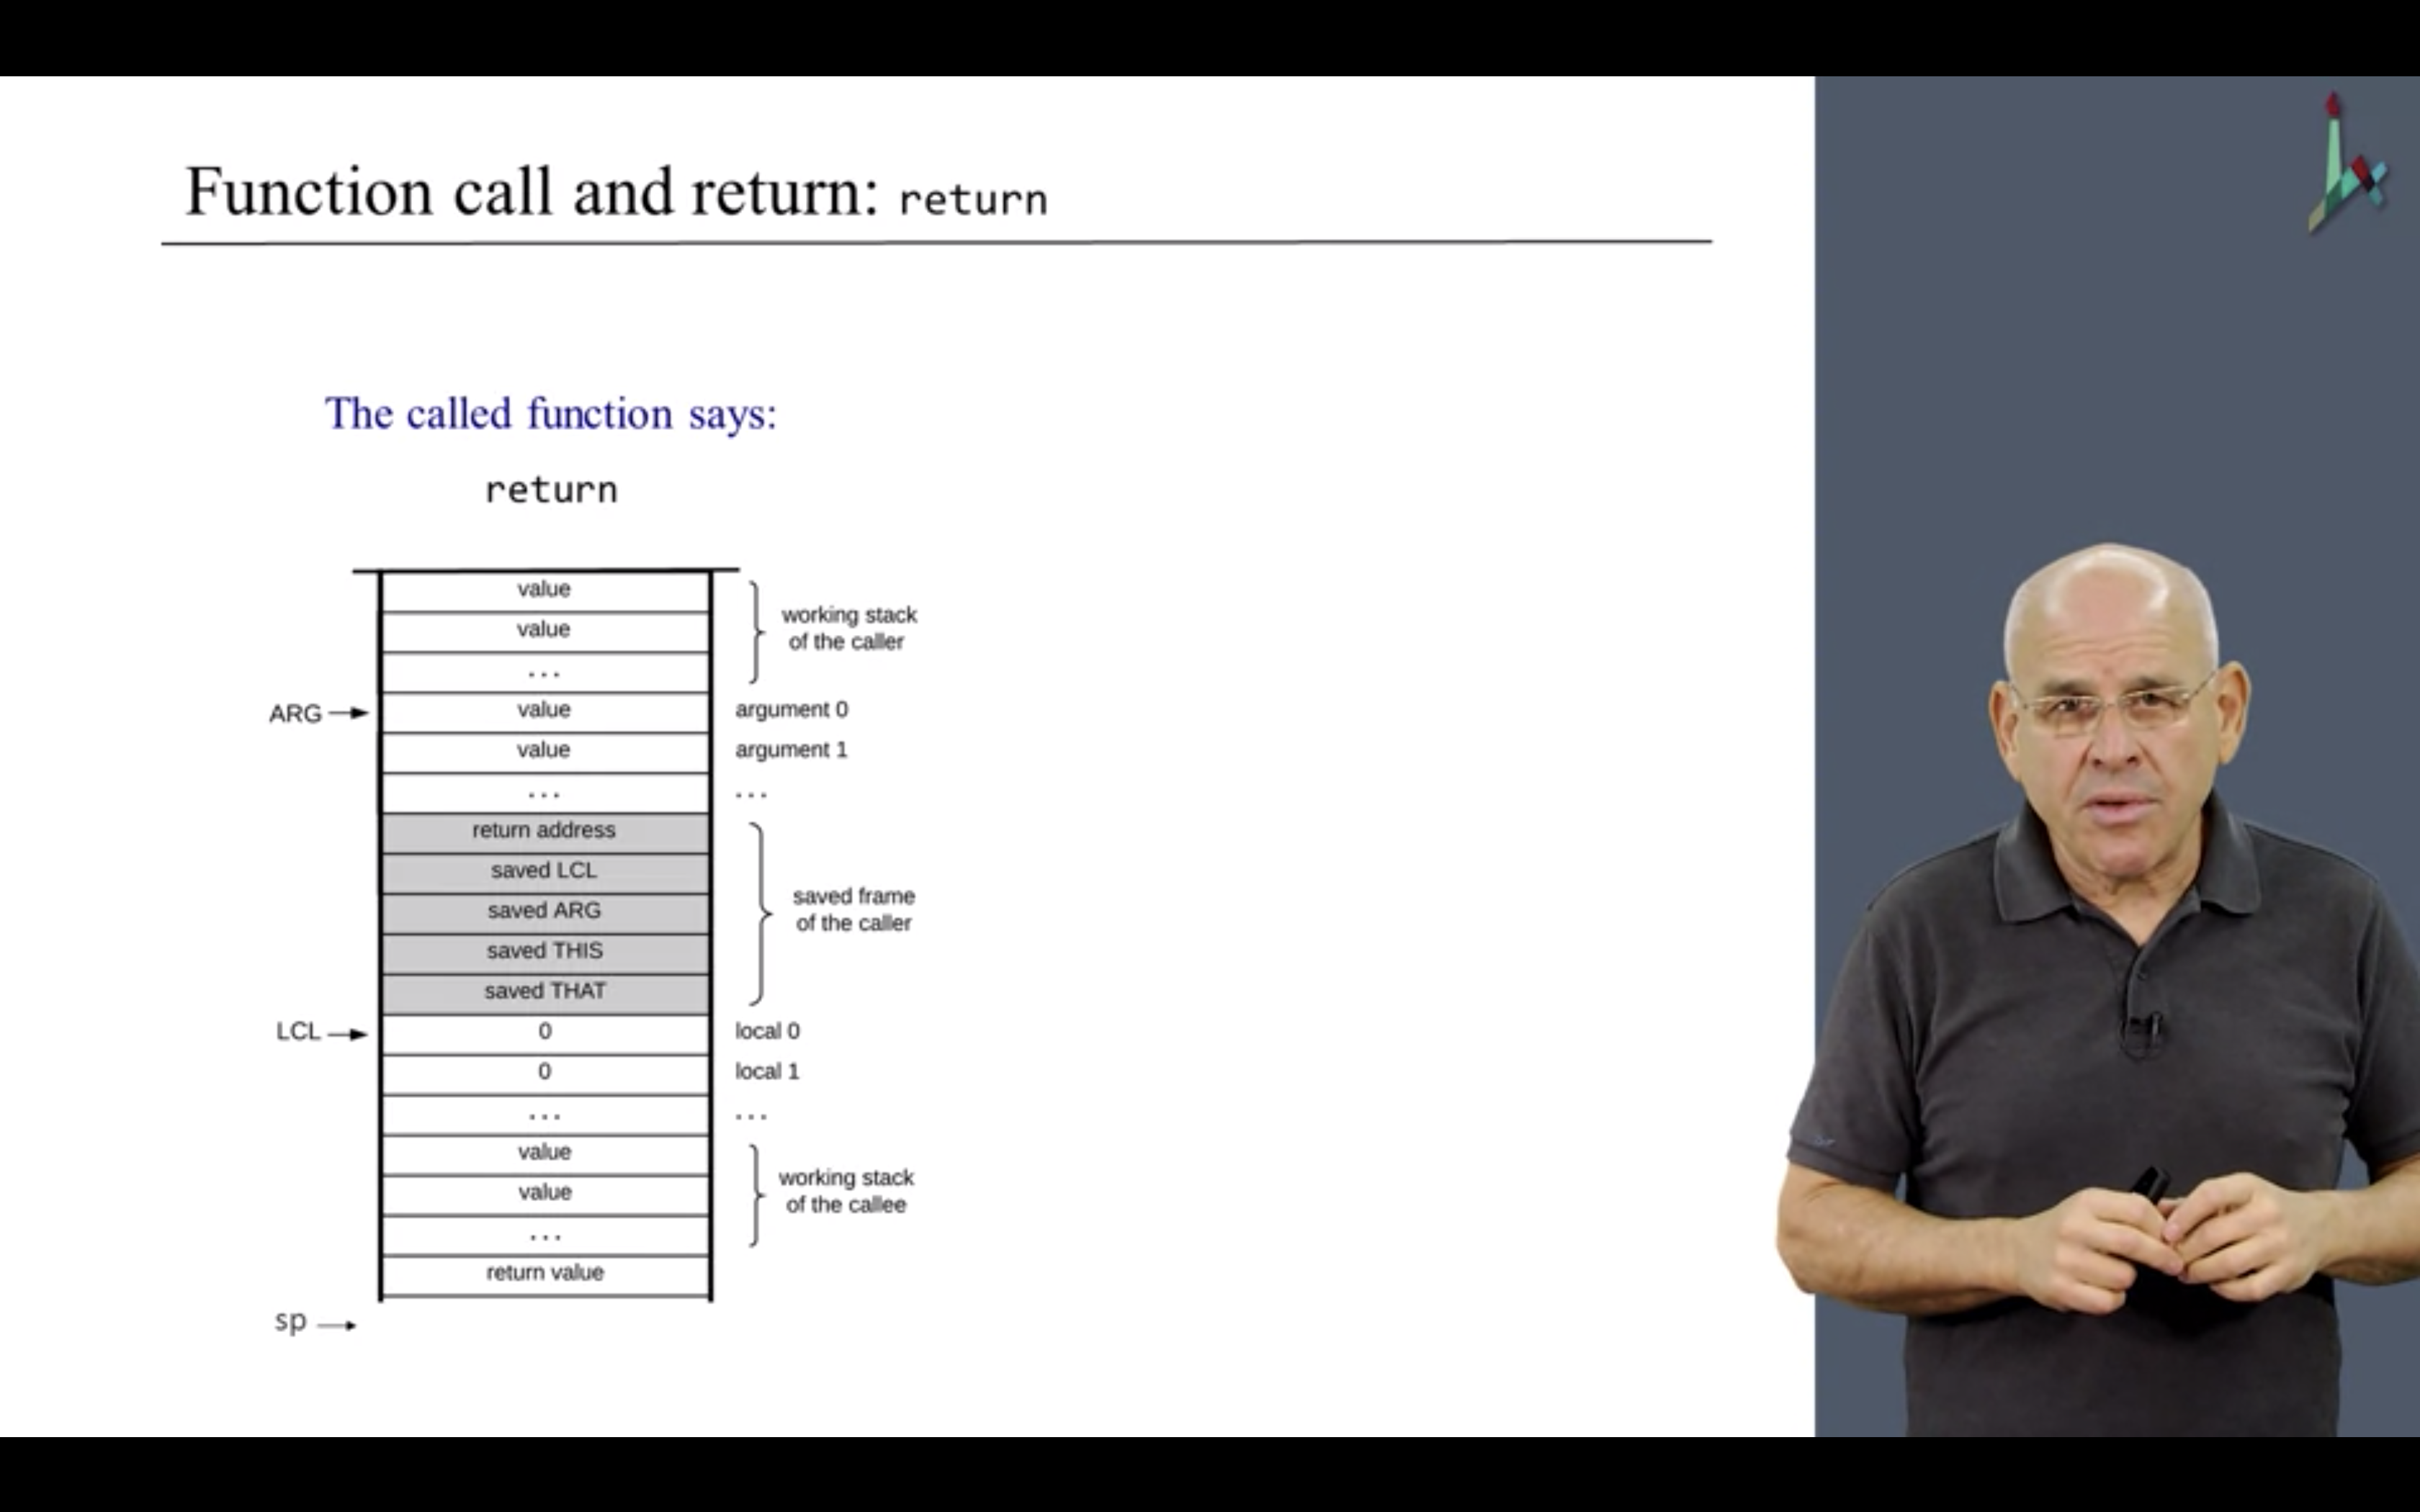 Function call and return: return
The called function says:
return
value
value
...
working stack
of the caller
ARG
value
argument 0
value
argument 1
...
...
return address
saved LCL
saved ARG
saved THIS
saved THAT
saved frame
of the caller
LCL
0
local 0
0
local 1
...
...
value
value
...
working stack
of the callee
return value
sp